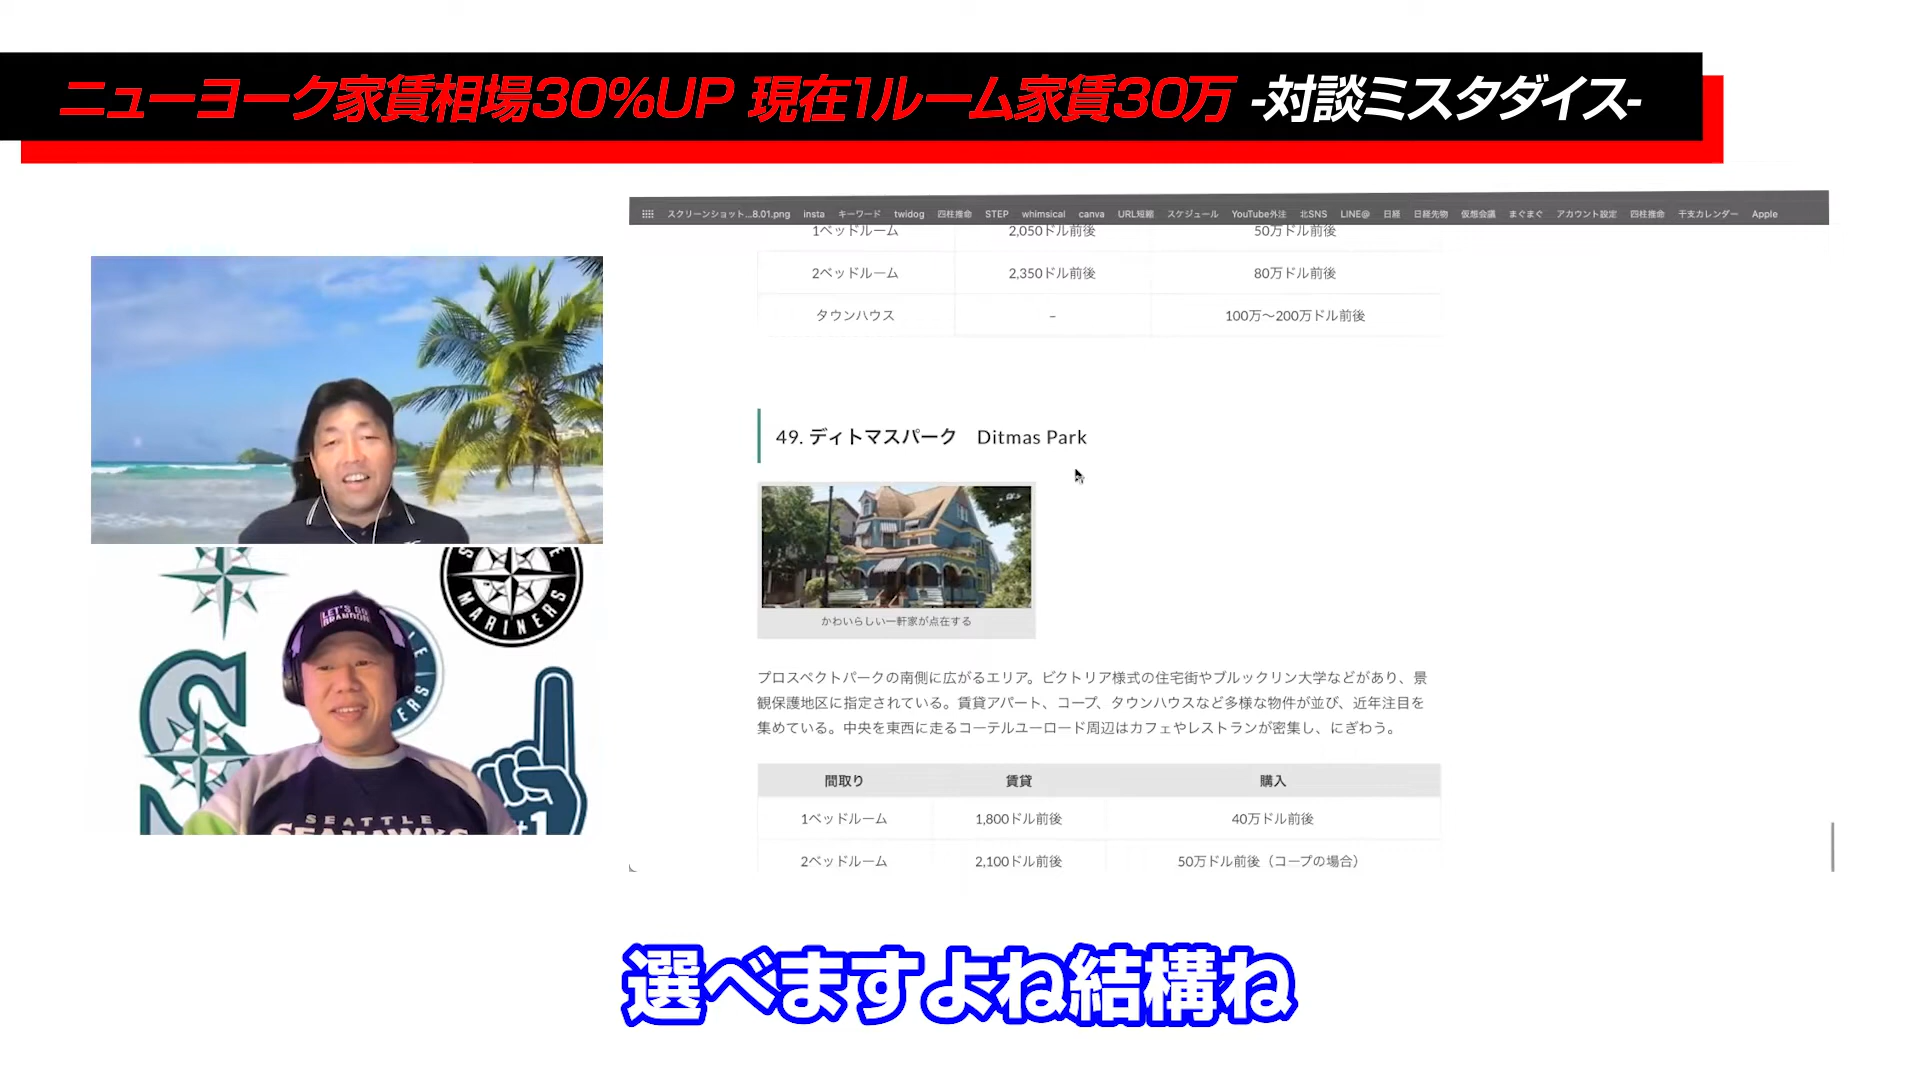 ニューヨーク家賃相場30%UP 現在1ルーム家賃30万 -対談ミスタダイス-
スクリーンショット...8.01.png insta キーワード twidog 四柱推命 STEP whimsical canva URL短縮 スケジュール YouTube外注 北SNS LINE@ 日経 日経先物 仮想会議 まぐまぐ アカウント設定 四柱推命 干支カレンダー Apple
1ベッドルーム 2,050ドル前後 50万ドル前後
2ベッドルーム 2,350ドル前後 80万ドル前後
タウンハウス – 100万〜200万ドル前後
49. ディトマスパーク Ditmas Park
かわいらしい一軒家が点在する
プロスペクトパークの南側に広がるエリア。ビクトリア様式の住宅街やブルックリン大学などがあり、景
観保護地区に指定されている。賃貸アパート、コープ、タウンハウスなど多様な物件が並び、近年注目を
集めている。中央を東西に走るコーテルユーロード周辺はカフェやレストランが密集し、にぎわう。
間取り 賃貸 購入
1ベッドルーム 1,800ドル前後 40万ドル前後
2ベッドルーム 2,100ドル前後 50万ドル前後（コープの場合）
MARINERS
LET'S GO
BRANDON
ERS
S
SEATTLE
SEAHAWKS
#1
選べますよね結構ね